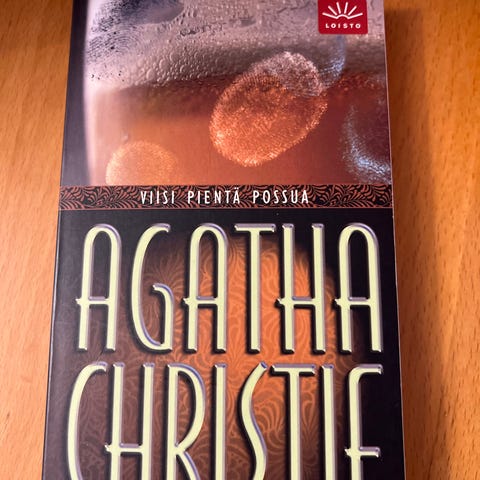 LOISTO
VIISI PIENTÄ POSSUA
AGATHA
CHRISTIE